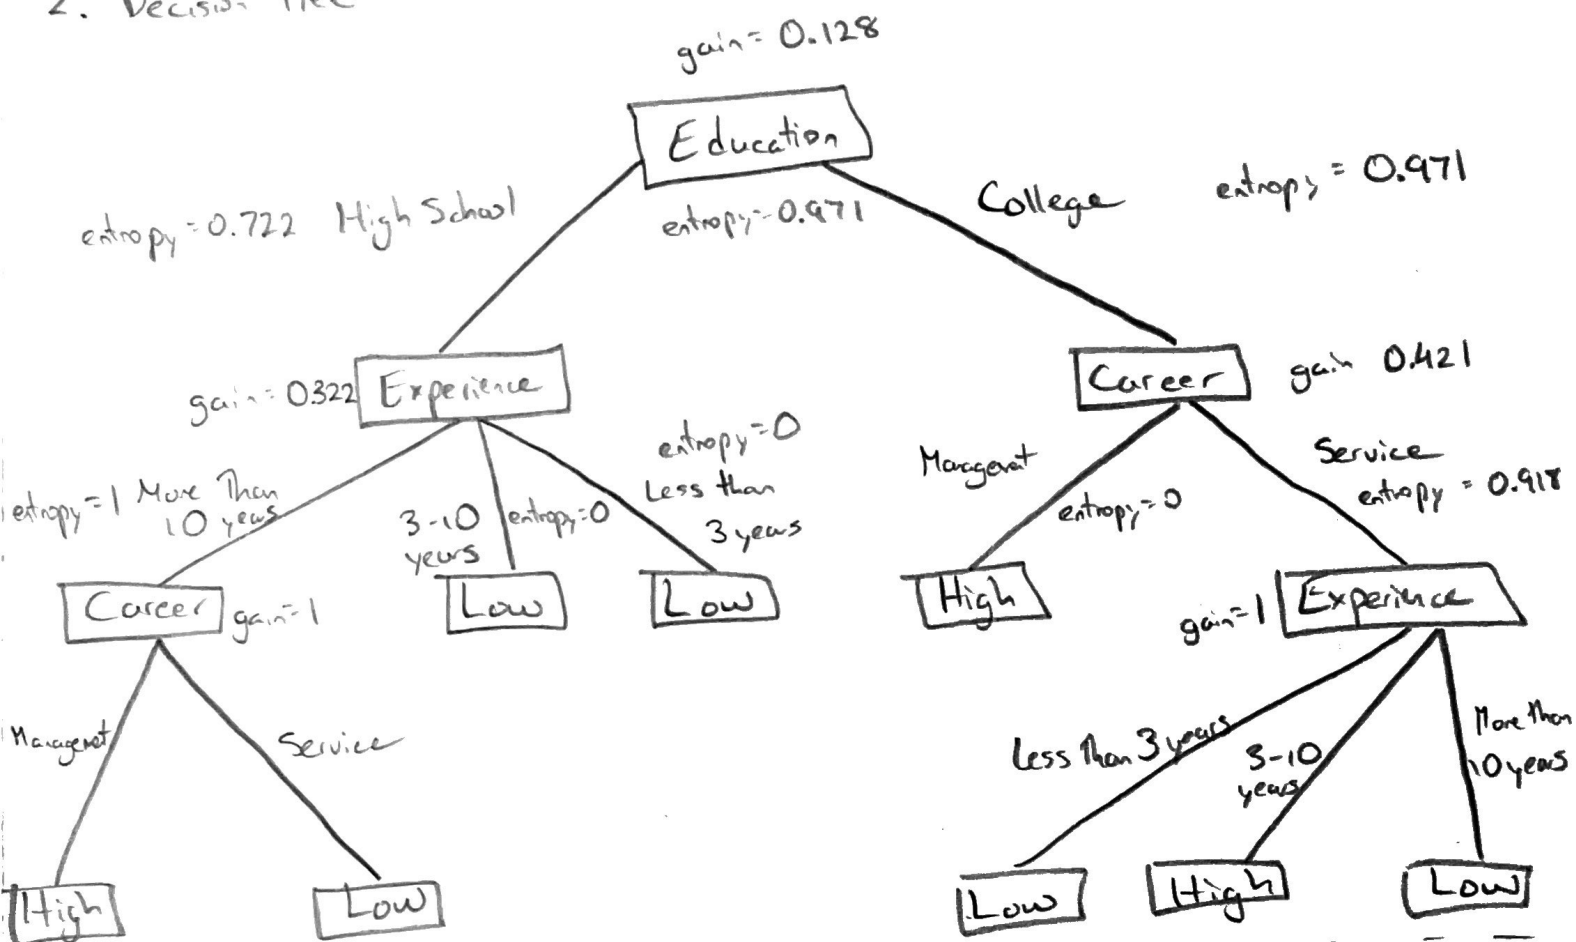 2. Decision Tree
gain = 0.128
Education
entropy = 0.722 High School
entropy = 0.971
College
entropy = 0.971
gain = 0.322
Experience
Career
gain 0.421
entropy = 1 More Than
10 years
3-10
years
entropy = 0
entropy = 0
Less than
3 years
Managemet
entropy = 0
Service
entropy = 0.918
Career
gain = 1
Low
Low
High
gain = 1
Experience
Managemet
Service
Less than 3 years
3-10
years
More than
10 years
High
Low
Low
High
Low